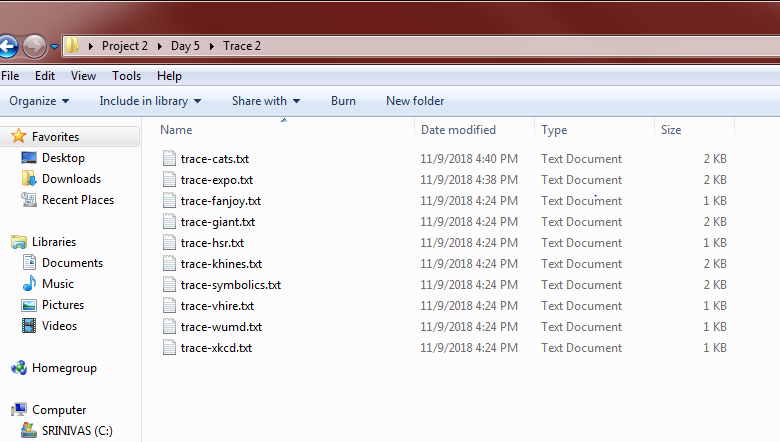 Project 2 Day 5 Trace 2
File Edit View Tools Help
Organize Include in library Share with Burn New folder
Favorites
Desktop
Downloads
Recent Places
Libraries
Documents
Music
Pictures
Videos
Homegroup
Computer
SRINIVAS (C:)
Name Date modified Type Size
trace-cats.txt 11/9/2018 4:40 PM Text Document 2 KB
trace-expo.txt 11/9/2018 4:38 PM Text Document 2 KB
trace-fanjoy.txt 11/9/2018 4:24 PM Text Document 1 KB
trace-giant.txt 11/9/2018 4:24 PM Text Document 2 KB
trace-hsr.txt 11/9/2018 4:24 PM Text Document 1 KB
trace-khines.txt 11/9/2018 4:24 PM Text Document 2 KB
trace-symbolics.txt 11/9/2018 4:24 PM Text Document 2 KB
trace-vhire.txt 11/9/2018 4:24 PM Text Document 1 KB
trace-wumd.txt 11/9/2018 4:24 PM Text Document 1 KB
trace-xkcd.txt 11/9/2018 4:24 PM Text Document 1 KB